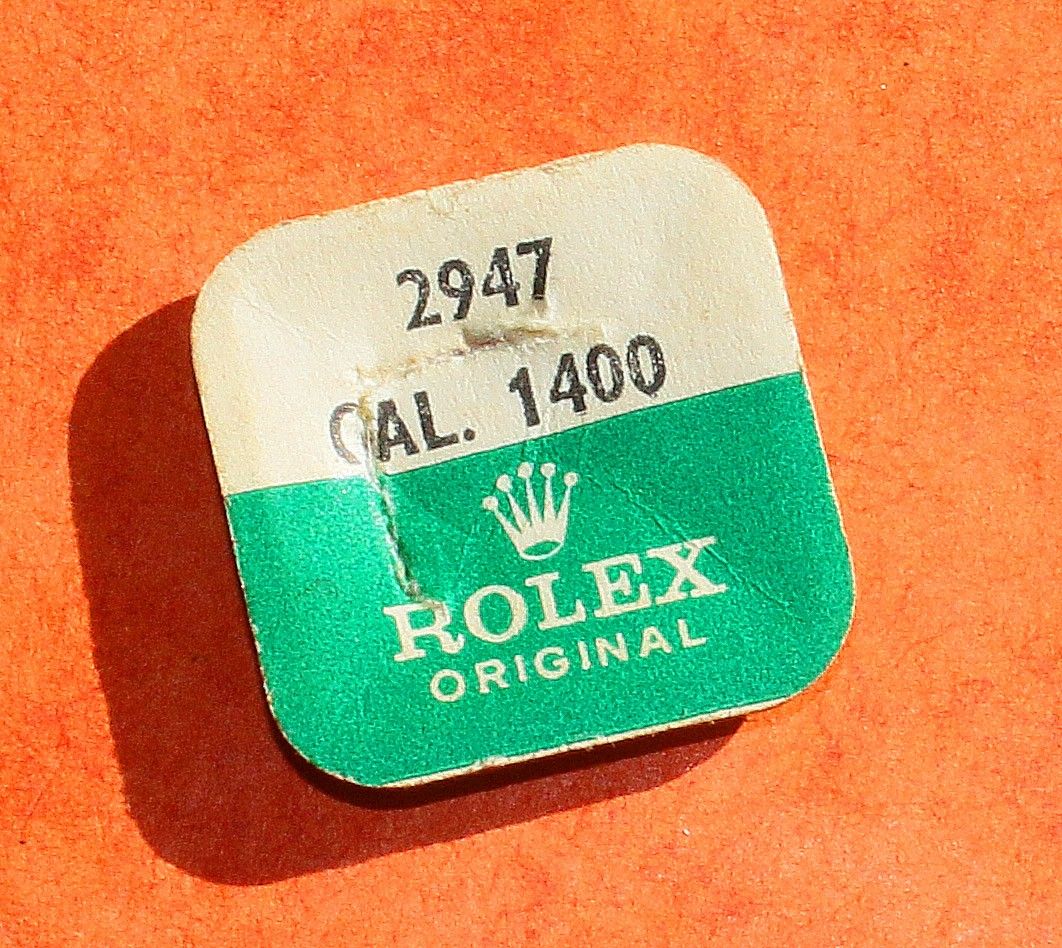 2947
CAL. 1400
ROLEX
ORIGINAL